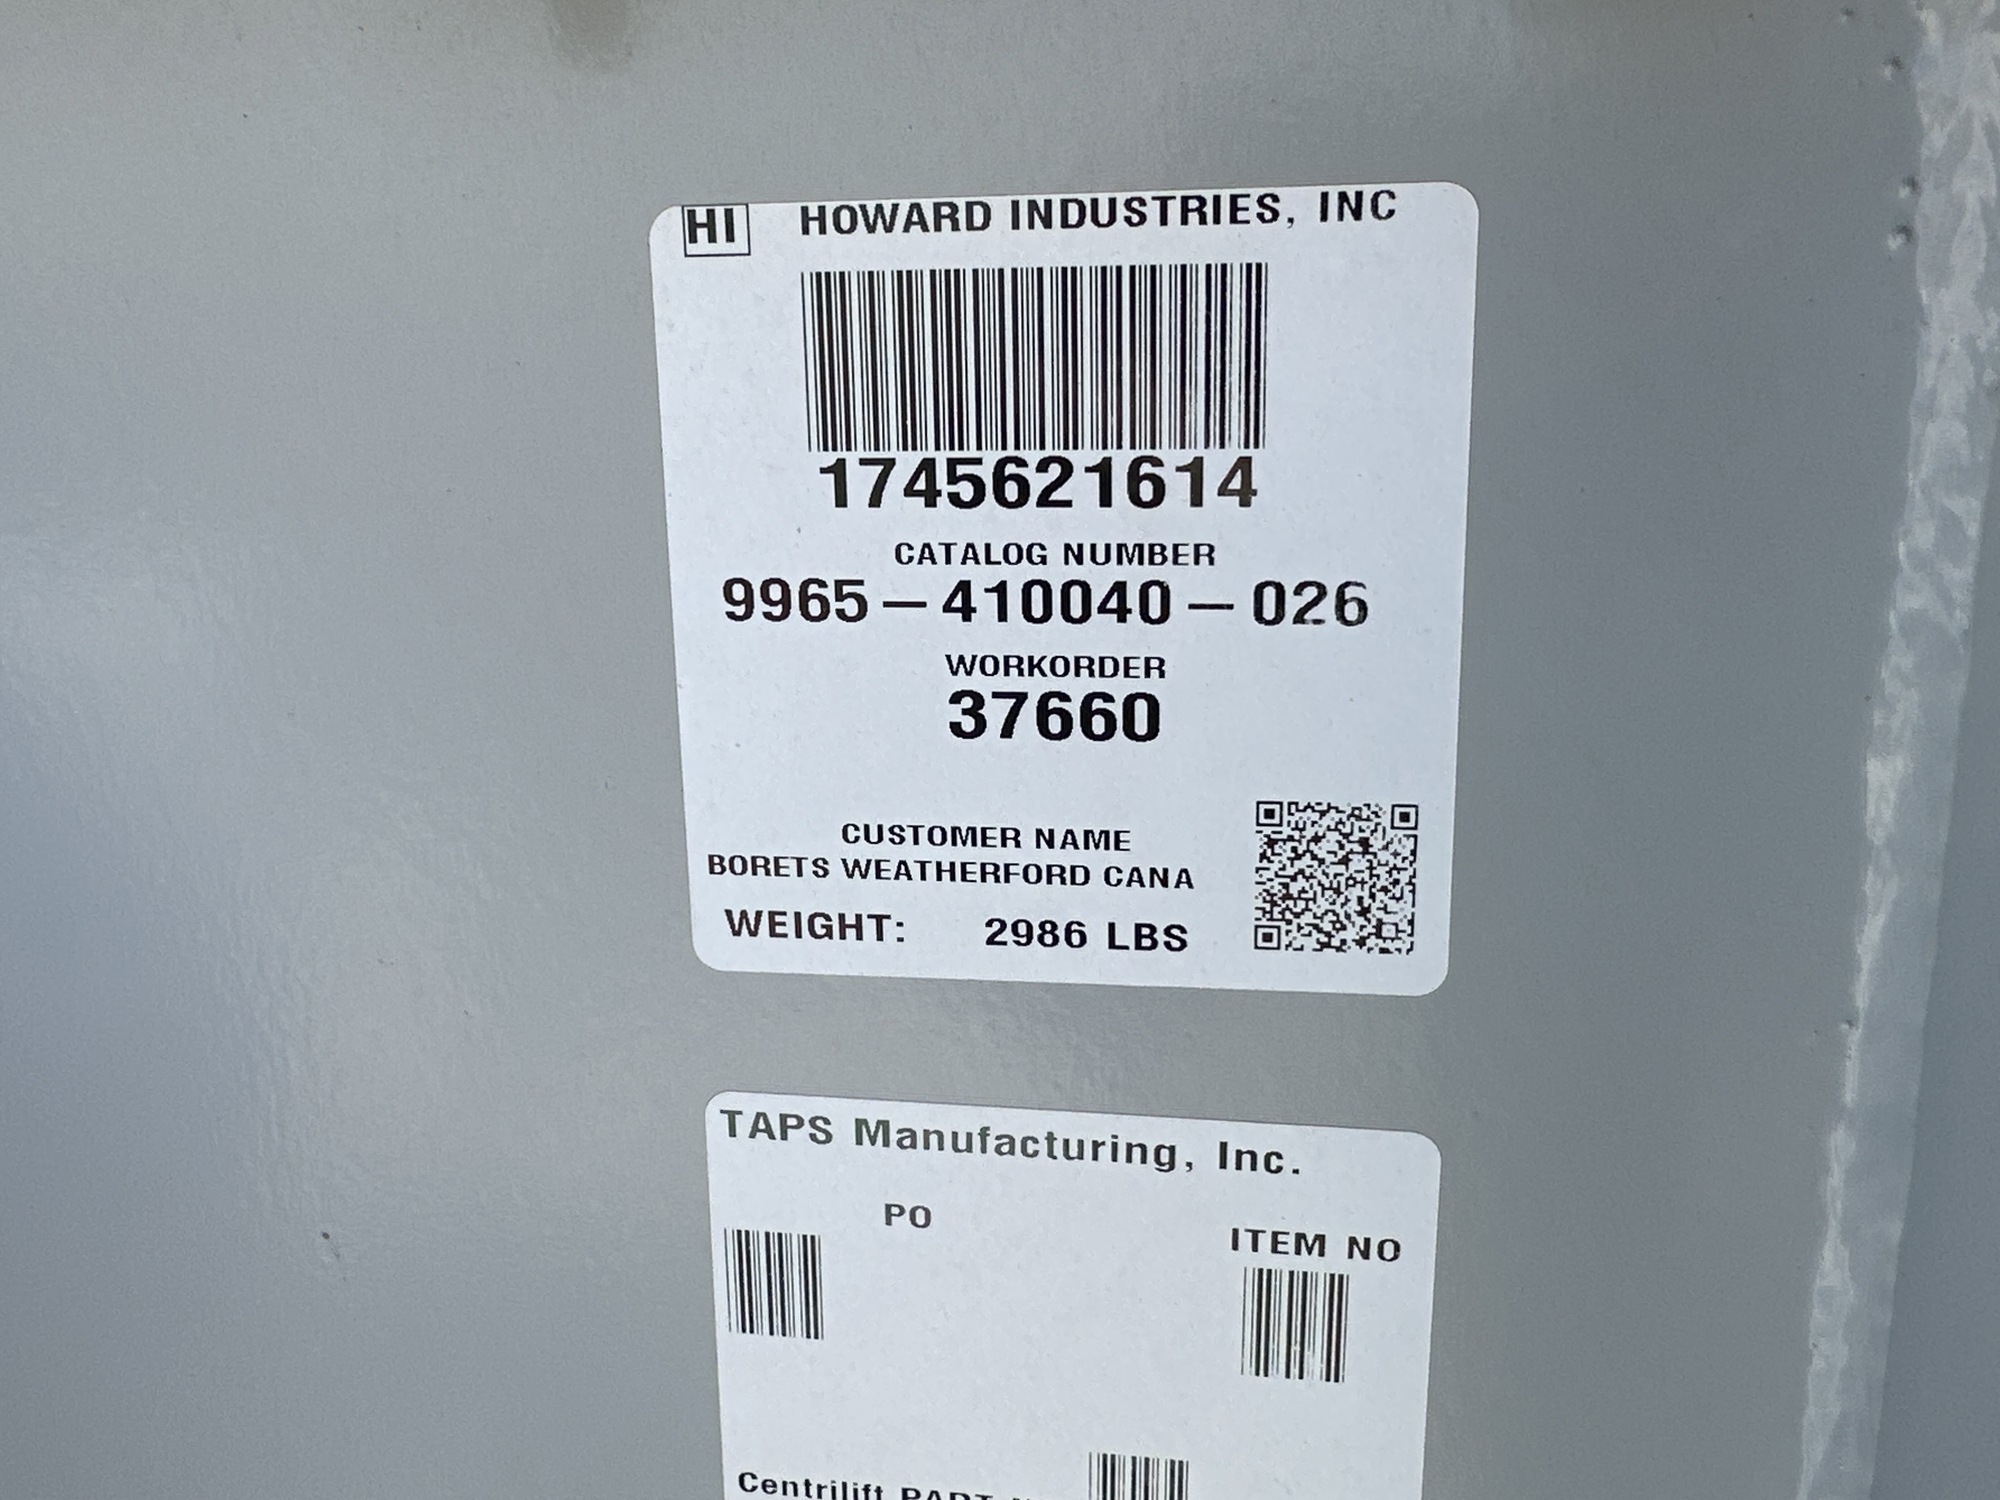 HI HOWARD INDUSTRIES, INC
1745621614
CATALOG NUMBER
9965-410040-026
WORKORDER
37660
CUSTOMER NAME
BORETS WEATHERFORD CANA
WEIGHT: 2986 LBS
TAPS Manufacturing, Inc.
PO
ITEM NO
Centrilift PART